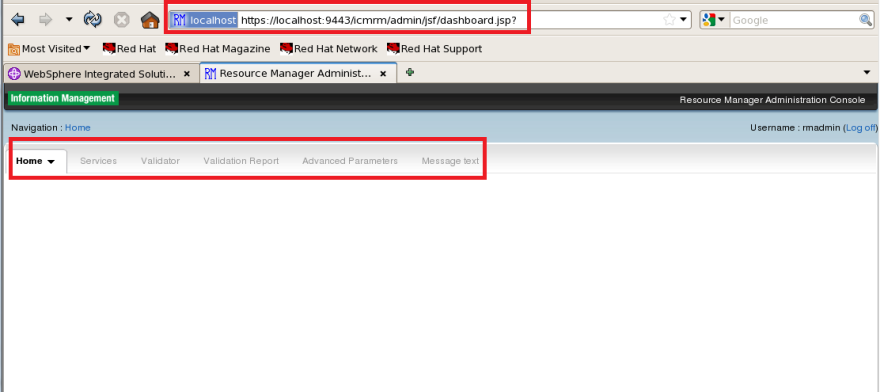 RM localhost https://localhost:9443/icmrm/admin/jsf/dashboard.jsp? Google
Most Visited Red Hat Red Hat Magazine Red Hat Network Red Hat Support
WebSphere Integrated Soluti... RM Resource Manager Administ...
Information Management Resource Manager Administration Console
Navigation : Home Username : rmadmin (Log off)
Home Services Validator Validation Report Advanced Parameters Message text